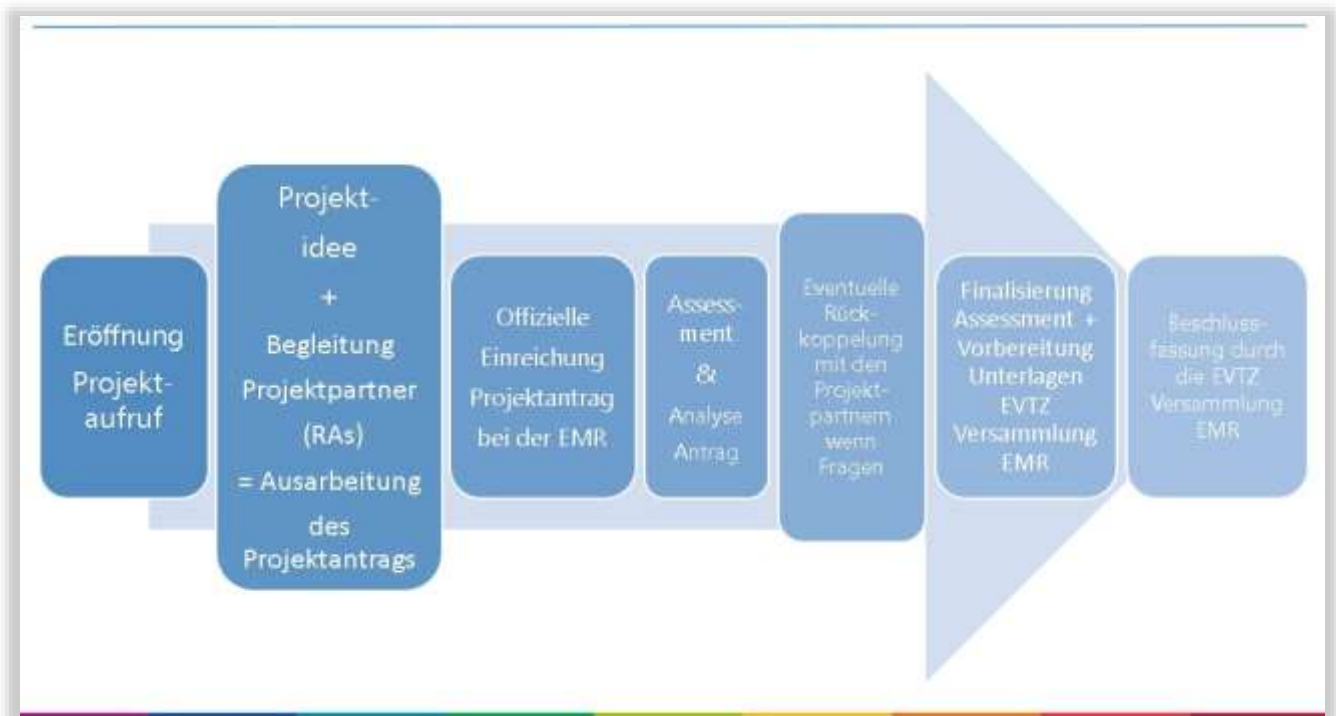 Eröffnung
Projekt-
aufruf
Projekt-
idee
+
Begleitung
Projektpartner
(RAs)
= Ausarbeitung
des
Projektantrags
Offizielle
Einreichung
Projektantrag
bei der EMR
Assess-
ment
&
Analyse
Antrag
Eventuelle
Rück-
koppelung
mit den
Projekt-
partnern
wenn
Fragen
Finalisierung
Assessment +
Vorbereitung
Unterlagen
EVTZ
Versammlung
EMR
Beschluss-
fassung durch
die EVTZ
Versammlung
EMR